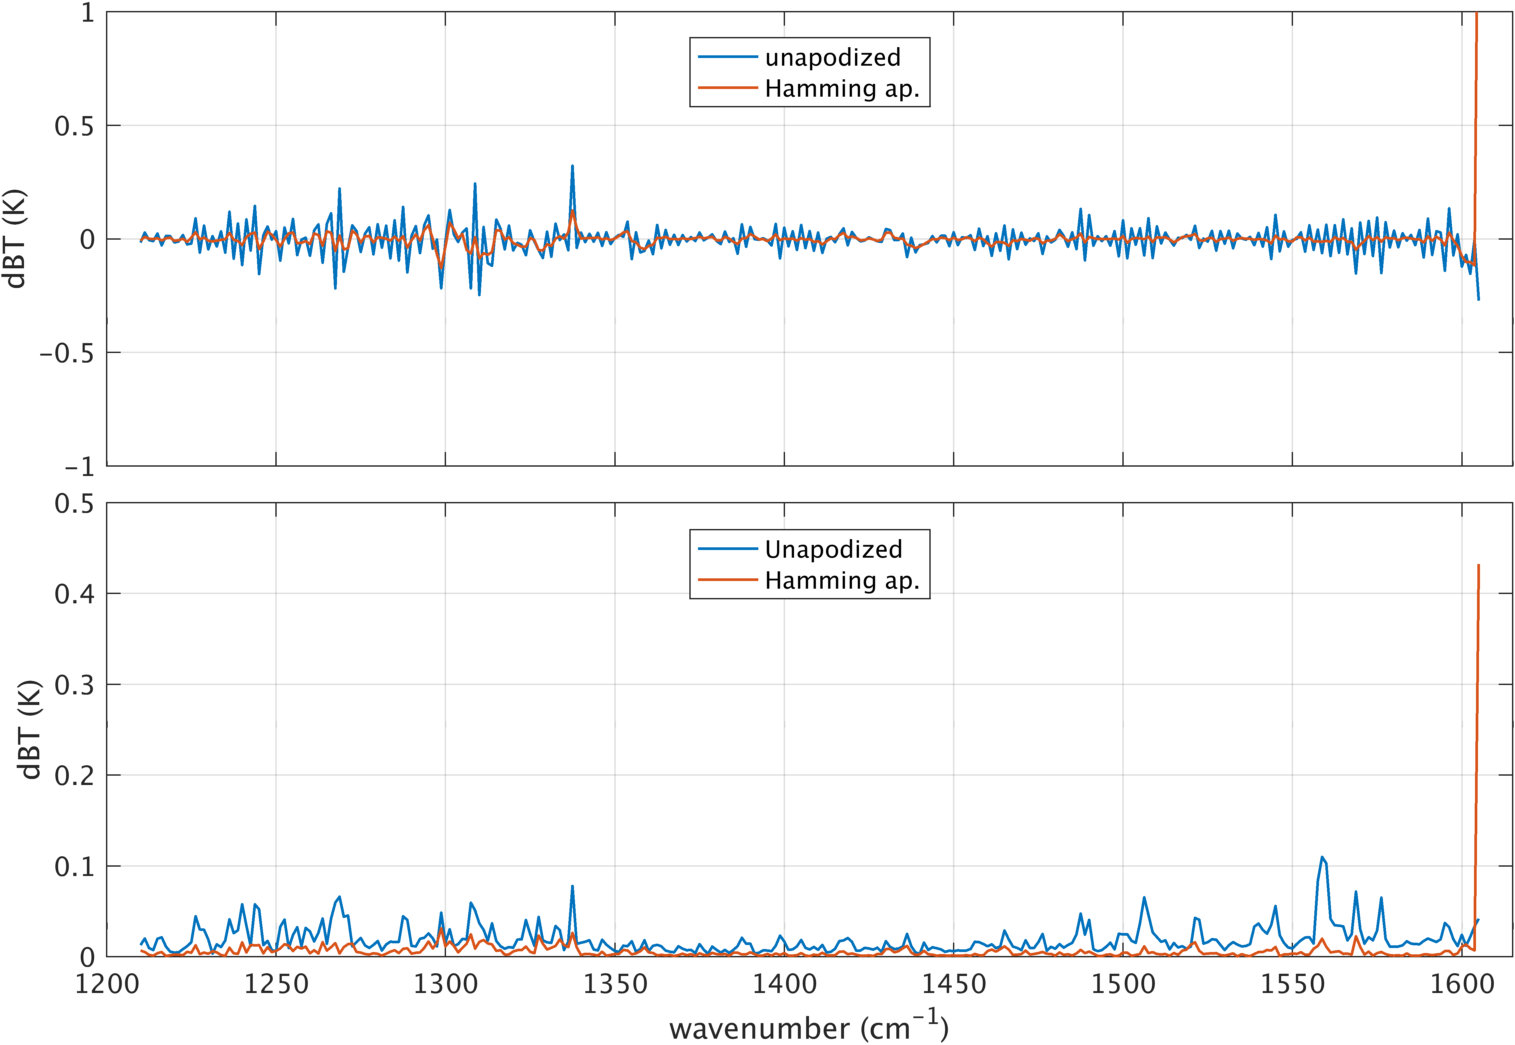 1
0.5
0
−0.5
−1
dBT (K)
unapodized
Hamming ap.
0.5
0.4
0.3
0.2
0.1
0
dBT (K)
Unapodized
Hamming ap.
1200 1250 1300 1350 1400 1450 1500 1550 1600
wavenumber (cm−1)